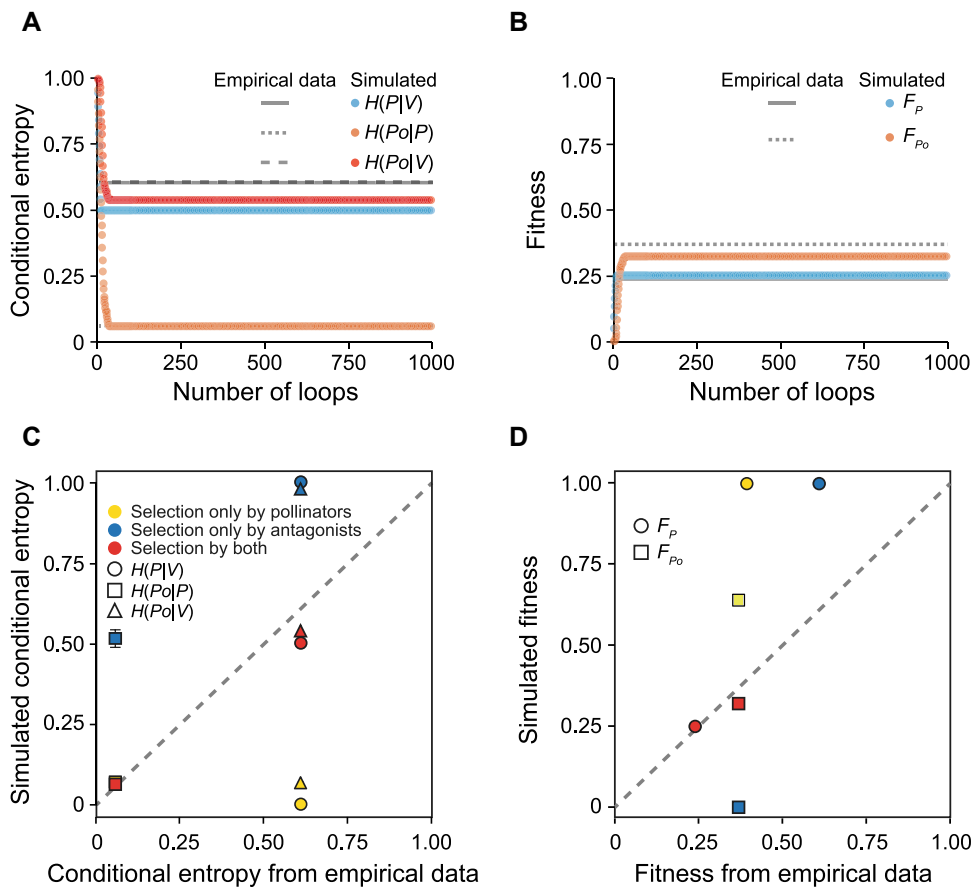 A
Empirical data Simulated
H(P|V)
H(Po|P)
H(Po|V)
1.00
0.75
0.50
0.25
0
0 250 500 750 1000
Conditional entropy
Number of loops
B
Empirical data Simulated
F_P
F_Po
1.00
0.75
0.50
0.25
0
0 250 500 750 1000
Fitness
Number of loops
C
Selection only by pollinators
Selection only by antagonists
Selection by both
H(P|V)
H(Po|P)
H(Po|V)
1.00
0.75
0.50
0.25
0
0 0.25 0.50 0.75 1.00
Simulated conditional entropy
Conditional entropy from empirical data
D
F_P
F_Po
1.00
0.75
0.50
0.25
0
0 0.25 0.50 0.75 1.00
Simulated fitness
Fitness from empirical data